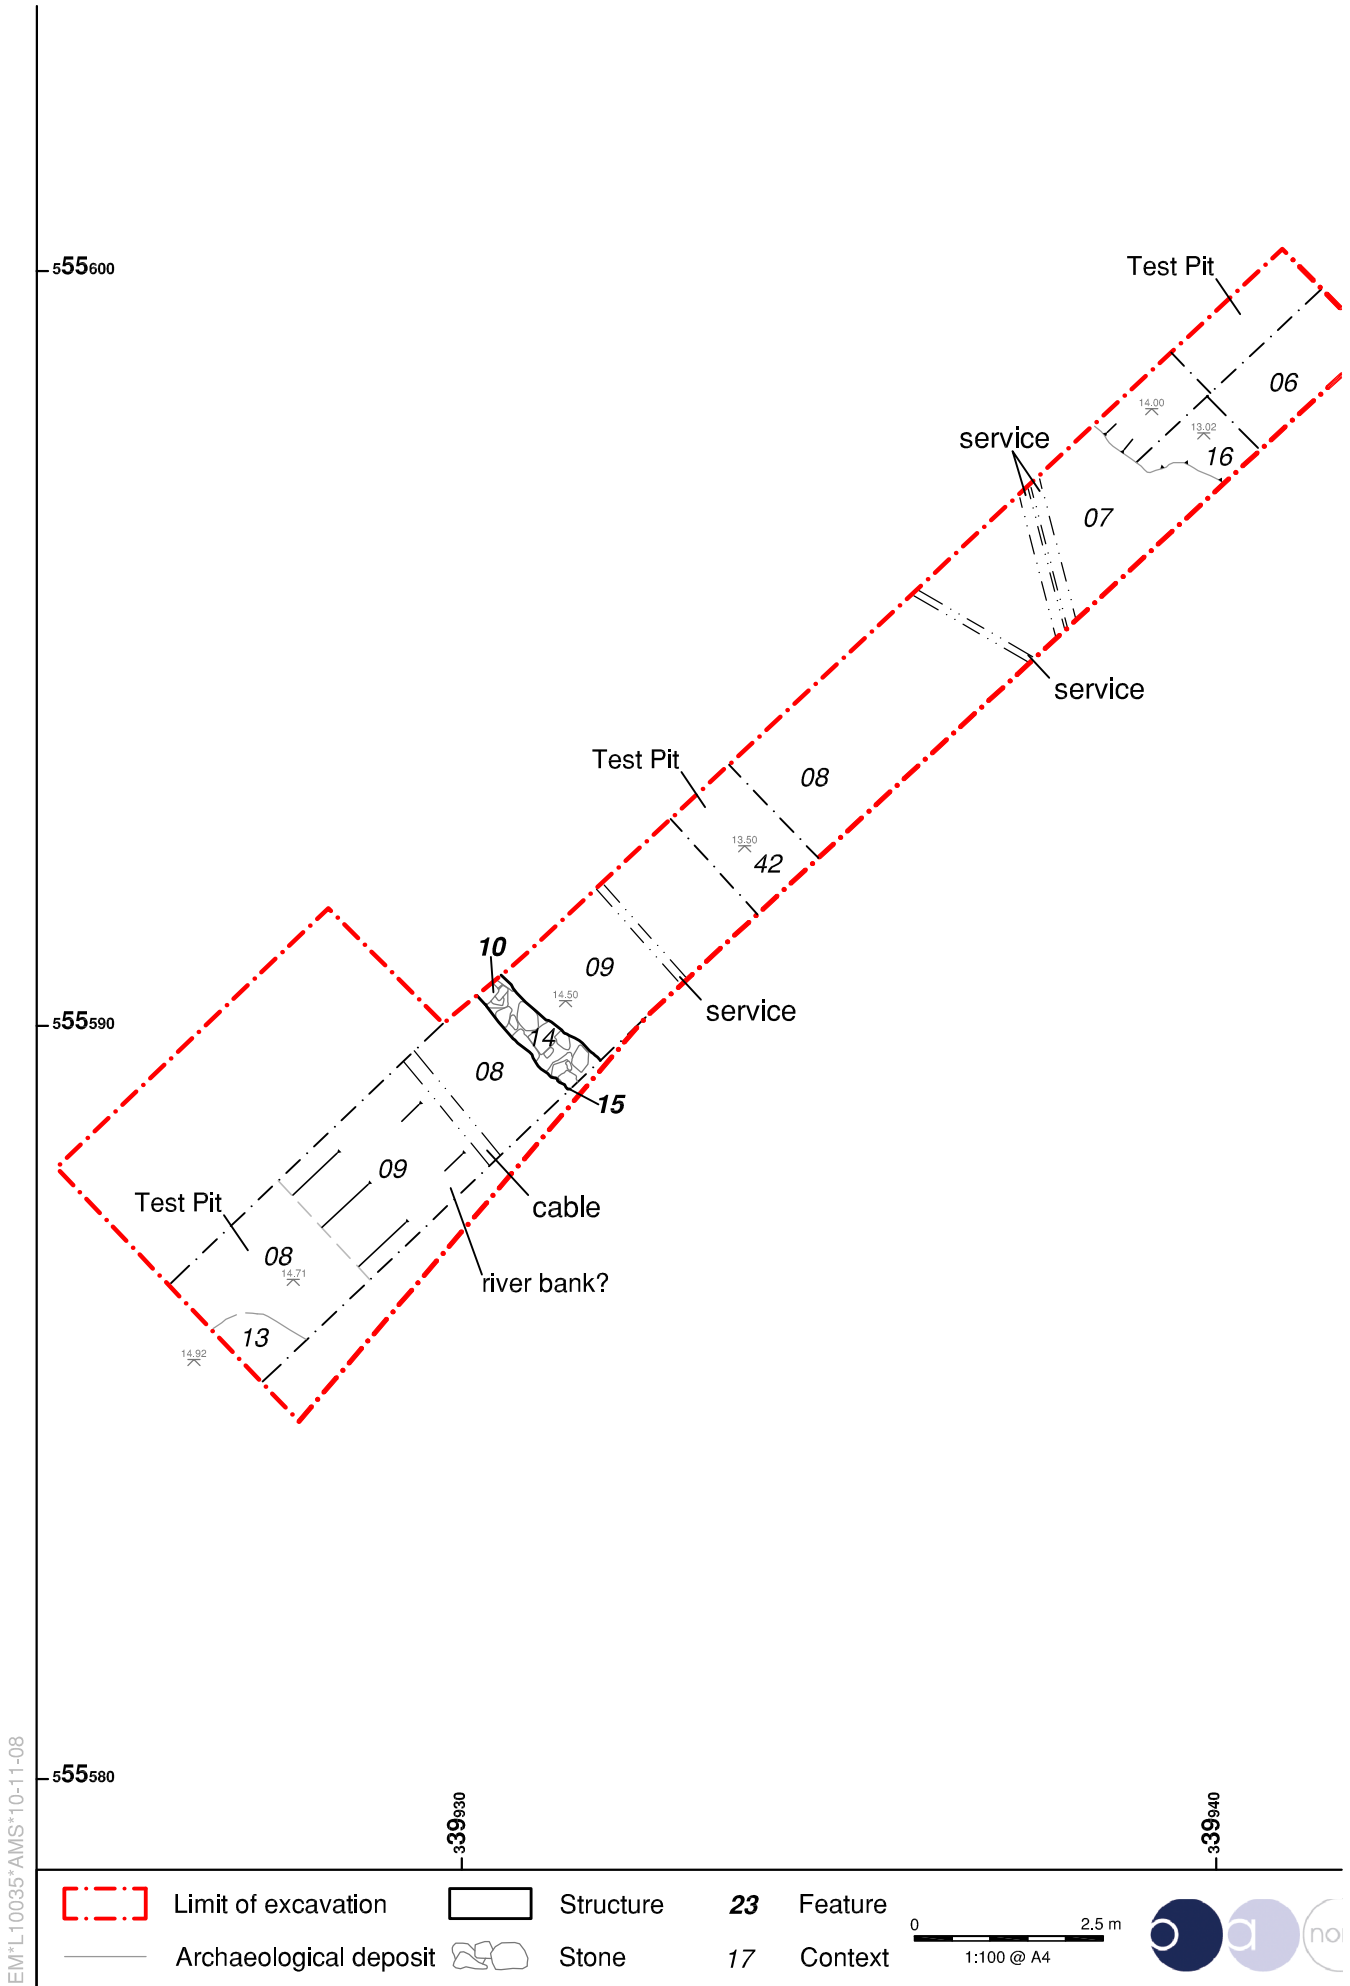 555600
Test Pit
06
14.00
13.02
service
16
07
service
Test Pit
08
13.50
42
10
09
14.50
service
555590
14
08
15
09
Test Pit
cable
08
14.71
river bank?
13
14.92
555580
339930
339940
EM*L10035*AMS*10-11-08
Limit of excavation
Structure
23 Feature
0 2.5 m
Archaeological deposit
Stone
17 Context
1:100 @ A4
o a no